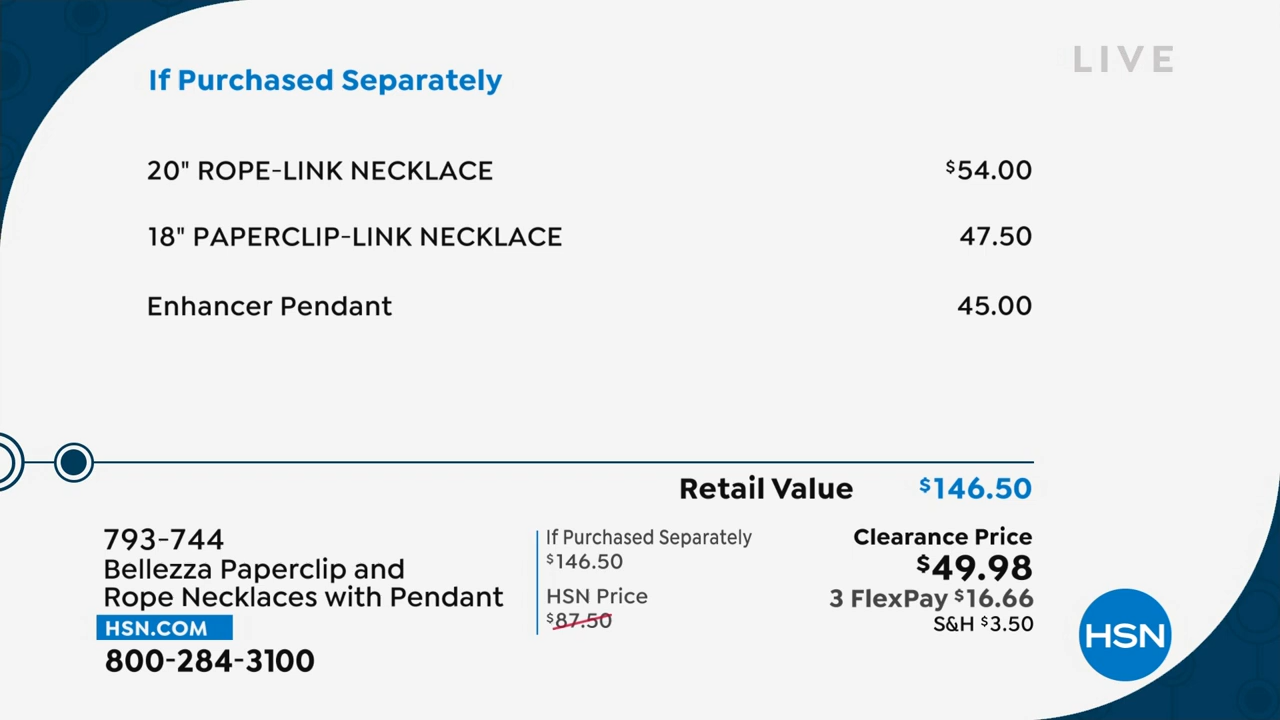 LIVE
If Purchased Separately
20" ROPE-LINK NECKLACE $54.00
18" PAPERCLIP-LINK NECKLACE 47.50
Enhancer Pendant 45.00
Retail Value $146.50
793-744
Bellezza Paperclip and
Rope Necklaces with Pendant
HSN.COM
800-284-3100
If Purchased Separately
$146.50
HSN Price
$87.50
Clearance Price
$49.98
3 FlexPay $16.66
S&H $3.50
HSN